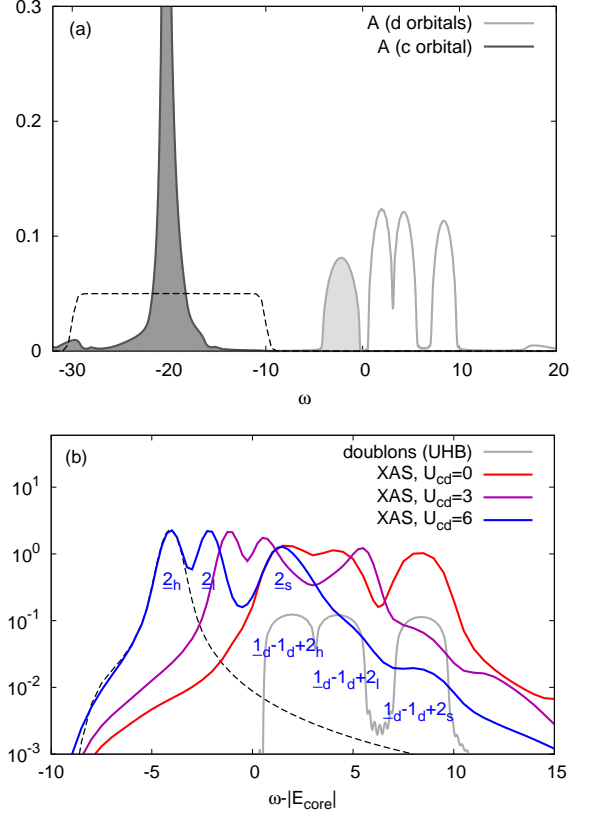 0.3
(a)
A (d orbitals)
A (c orbital)
0.2
0.1
0
-30
-20
-10
0
10
20
ω
(b)
doublons (UHB)
XAS, U_cd=0
XAS, U_cd=3
XAS, U_cd=6
10^1
10^0
10^-1
10^-2
10^-3
2_h
2_l
2_s
1_d-1_d+2_h
1_d-1_d+2_l
1_d-1_d+2_s
-10
-5
0
5
10
15
ω-|E_core|